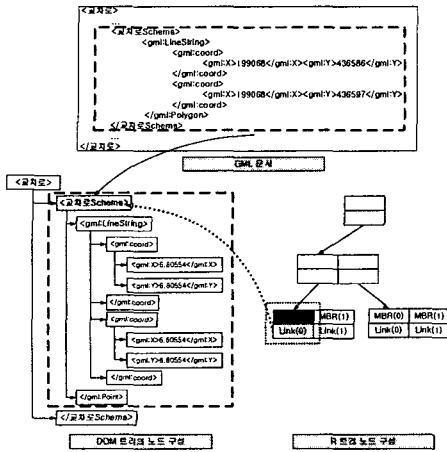 <교차로>
...
<교차로Schema>
<gml:LineString>
<gml:coord>
<gml:X>199068</gml:X><gml:Y>436586</gml:Y>
</gml:coord>
<gml:coord>
<gml:X>199068</gml:X><gml:Y>436597</gml:Y>
</gml:coord>
</gml:Polygon>
</교차로Schema>
...
</교차로>
GML 문서
<교차로>
<교차로Schema>
<gml:LineString>
<gml:coord>
<gml:X>6.80554</gml:X>
<gml:Y>6.80554</gml:Y>
</gml:coord>
<gml:coord>
<gml:X>6.80554</gml:X>
<gml:Y>6.80554</gml:Y>
</gml:coord>
</gml:Point>
</교차로Schema>
MBR(1)
Link(0) Link(1)
MBR(0) MBR(1)
Link(0) Link(1)
DOM 트리의 노드 구성
R 트리 노드 구성